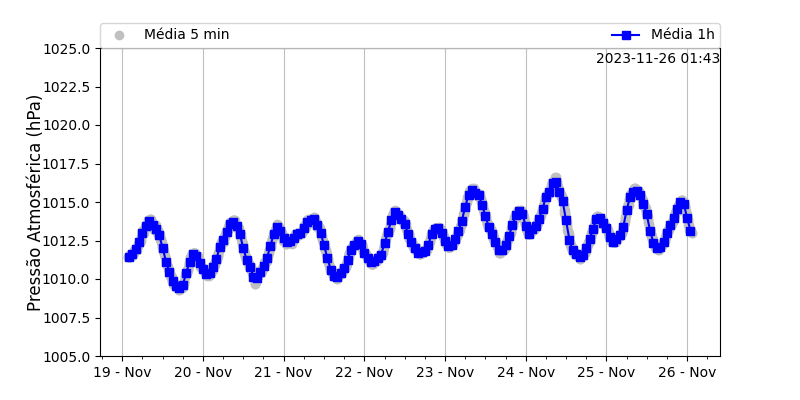 Média 5 min
Média 1h
2023-11-26 01:43
Pressão Atmosférica (hPa)
1025.0
1022.5
1020.0
1017.5
1015.0
1012.5
1010.0
1007.5
1005.0
19 - Nov
20 - Nov
21 - Nov
22 - Nov
23 - Nov
24 - Nov
25 - Nov
26 - Nov